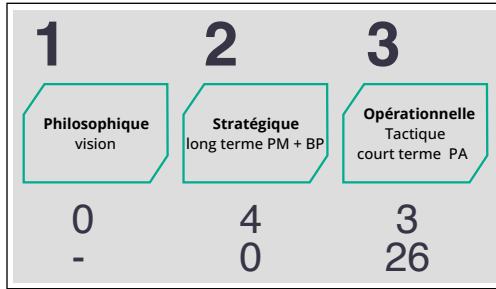 1 2 3
Philosophique
vision
Stratégique
long terme PM + BP
Opérationnelle
Tactique
court terme PA
0 4 3
- 0 26